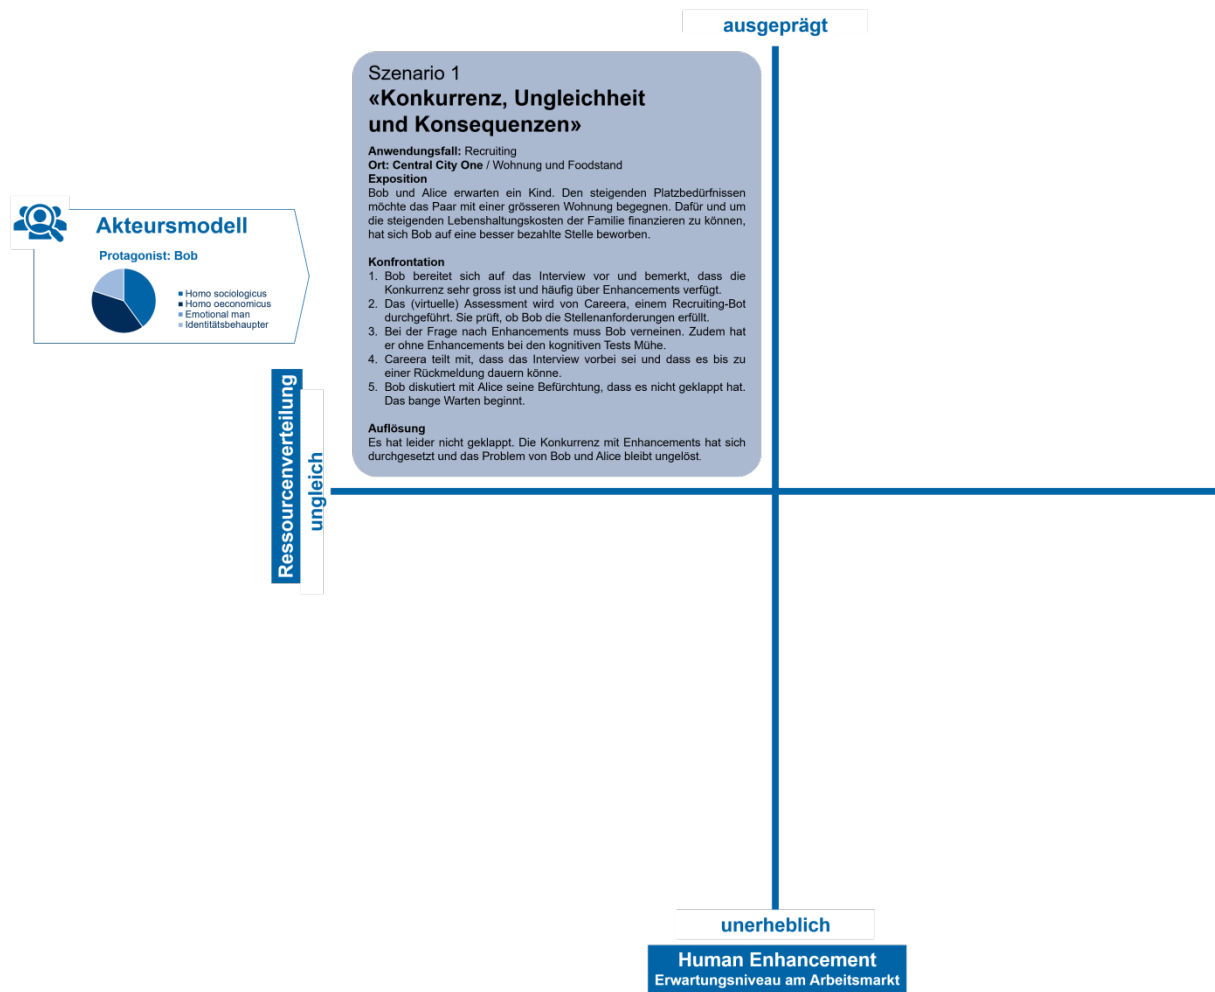 ausgeprägt
Szenario 1
«Konkurrenz, Ungleichheit
und Konsequenzen»
Anwendungsfall: Recruiting
Ort: Central City One / Wohnung und Foodstand
Exposition
Bob und Alice erwarten ein Kind. Den steigenden Platzbedürfnissen
möchte das Paar mit einer grösseren Wohnung begegnen. Dafür und um
die steigenden Lebenshaltungskosten der Familie finanzieren zu können,
hat sich Bob auf eine besser bezahlte Stelle beworben.
Konfrontation
1. Bob bereitet sich auf das Interview vor und bemerkt, dass die
Konkurrenz sehr gross ist und häufig über Enhancements verfügt.
2. Das (virtuelle) Assessment wird von Careera, einem Recruiting-Bot
durchgeführt. Sie prüft, ob Bob die Stellenanforderungen erfüllt.
3. Bei der Frage nach Enhancements muss Bob verneinen. Zudem hat
er ohne Enhancements bei den kognitiven Tests Mühe.
4. Careera teilt mit, dass das Interview vorbei sei und dass es bis zu
einer Rückmeldung dauern könne.
5. Bob diskutiert mit Alice seine Befürchtung, dass es nicht geklappt hat.
Das bange Warten beginnt.
Auflösung
Es hat leider nicht geklappt. Die Konkurrenz mit Enhancements hat sich
durchgesetzt und das Problem von Bob und Alice bleibt ungelöst.
Akteursmodell
Protagonist: Bob
Homo sociologicus
Homo oeconomicus
Emotional man
Identitätsbehaupter
Ressourcenverteilung
ungleich
unerheblich
Human Enhancement
Erwartungsniveau am Arbeitsmarkt